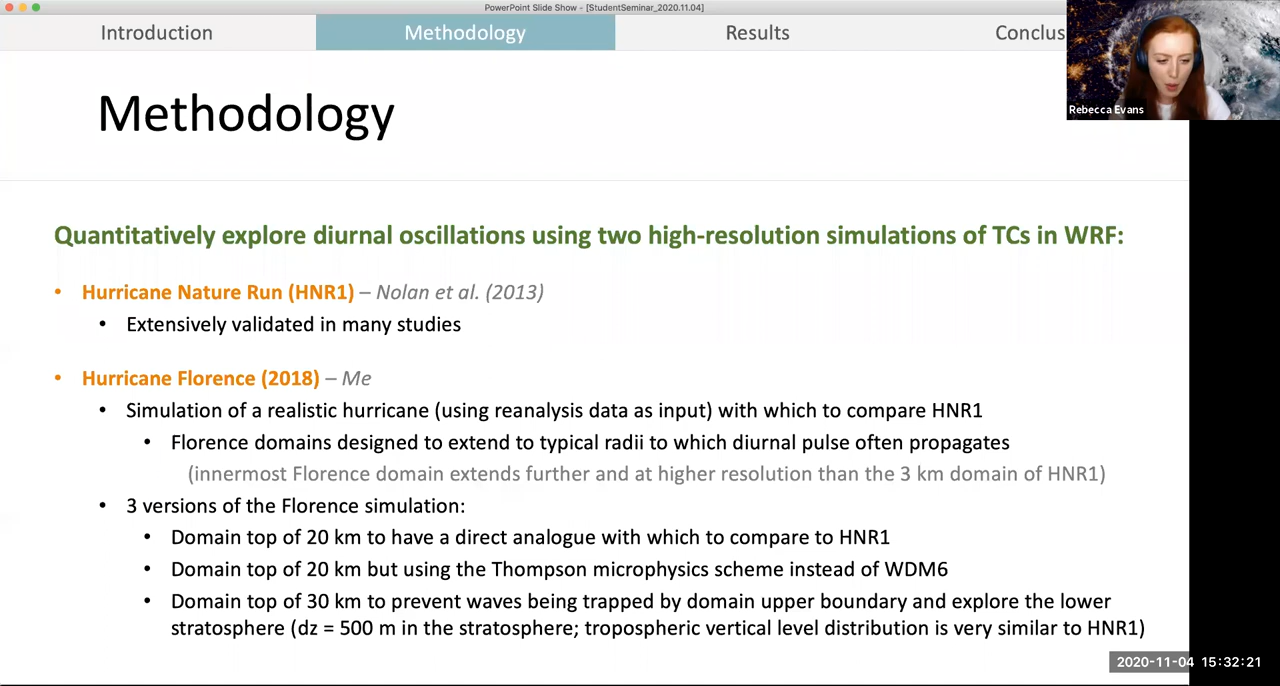 PowerPoint Slide Show - [StudentSeminar_2020.11.04]
Introduction
Methodology
Results
Conclus
Rebecca Evans
Methodology
Quantitatively explore diurnal oscillations using two high-resolution simulations of TCs in WRF:
• Hurricane Nature Run (HNR1) – Nolan et al. (2013)
• Extensively validated in many studies
• Hurricane Florence (2018) – Me
• Simulation of a realistic hurricane (using reanalysis data as input) with which to compare HNR1
• Florence domains designed to extend to typical radii to which diurnal pulse often propagates
(innermost Florence domain extends further and at higher resolution than the 3 km domain of HNR1)
• 3 versions of the Florence simulation:
• Domain top of 20 km to have a direct analogue with which to compare to HNR1
• Domain top of 20 km but using the Thompson microphysics scheme instead of WDM6
• Domain top of 30 km to prevent waves being trapped by domain upper boundary and explore the lower
stratosphere (dz = 500 m in the stratosphere; tropospheric vertical level distribution is very similar to HNR1)
2020-11-04 15:32:21